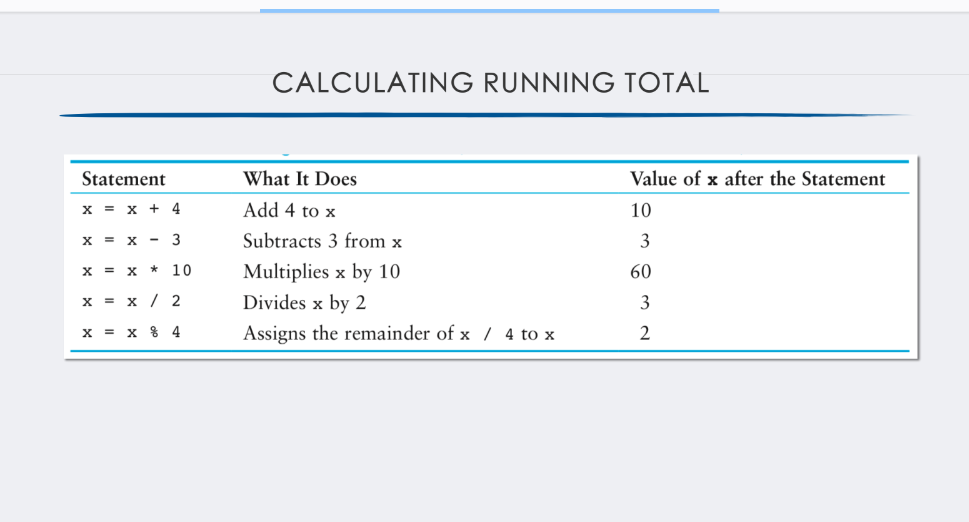 CALCULATING RUNNING TOTAL
Statement What It Does Value of x after the Statement
x = x + 4 Add 4 to x 10
x = x - 3 Subtracts 3 from x 3
x = x * 10 Multiplies x by 10 60
x = x / 2 Divides x by 2 3
x = x % 4 Assigns the remainder of x / 4 to x 2